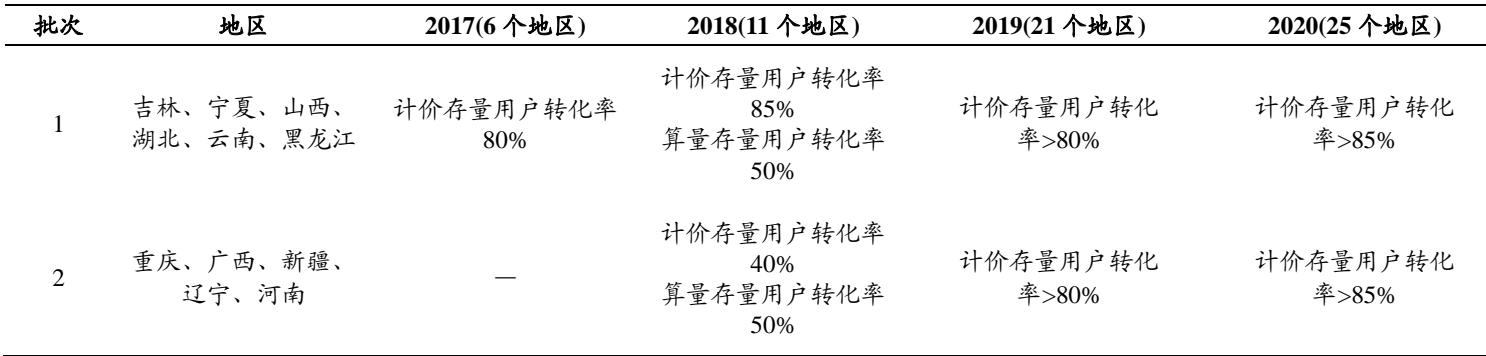 批次 地区 2017(6 个地区) 2018(11 个地区) 2019(21 个地区) 2020(25 个地区)
1
吉林、宁夏、山西、
湖北、云南、黑龙江
计价存量用户转化率
80%
计价存量用户转化率
85%
算量存量用户转化率
50%
计价存量用户转化
率>80%
计价存量用户转化
率>85%
2
重庆、广西、新疆、
辽宁、河南
—
计价存量用户转化率
40%
算量存量用户转化率
50%
计价存量用户转化
率>80%
计价存量用户转化
率>85%